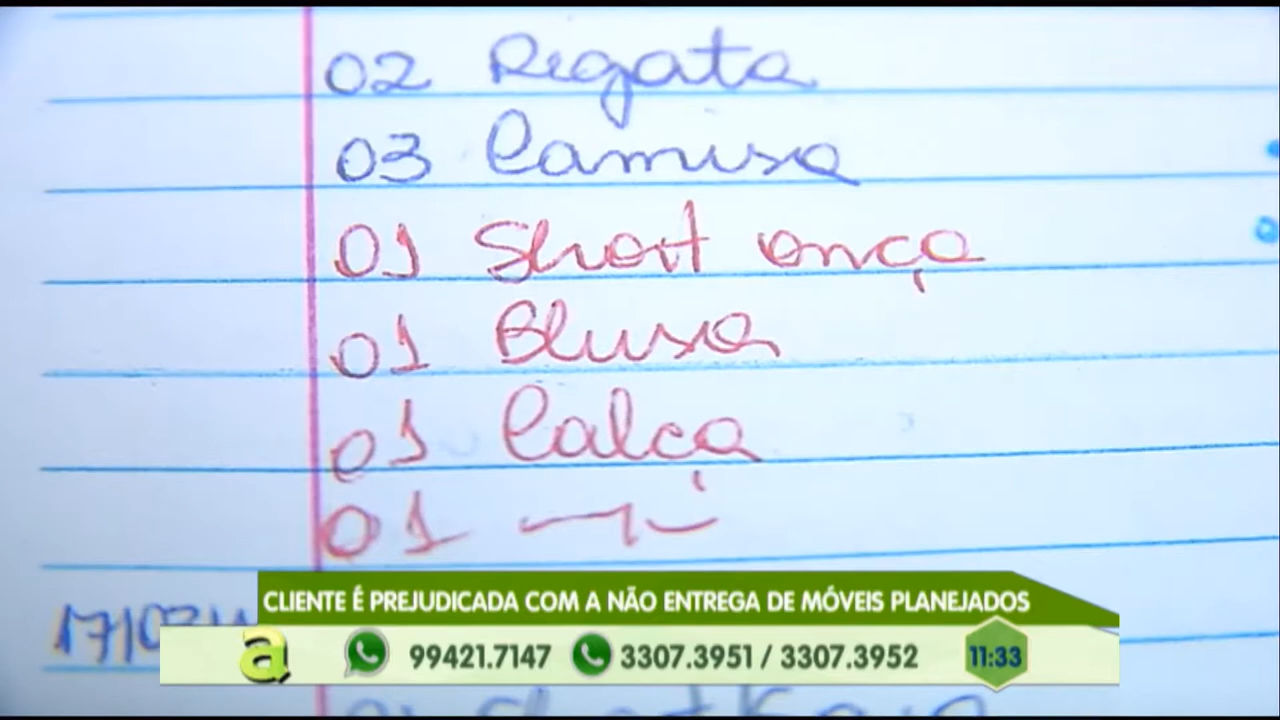 02 Regata
03 Camisa
01 Short onça
01 Blusa
01 Calça
01
CLIENTE É PREJUDICADA COM A NÃO ENTREGA DE MÓVEIS PLANEJADOS
a 99421.7147 3307.3951 / 3307.3952 11:33